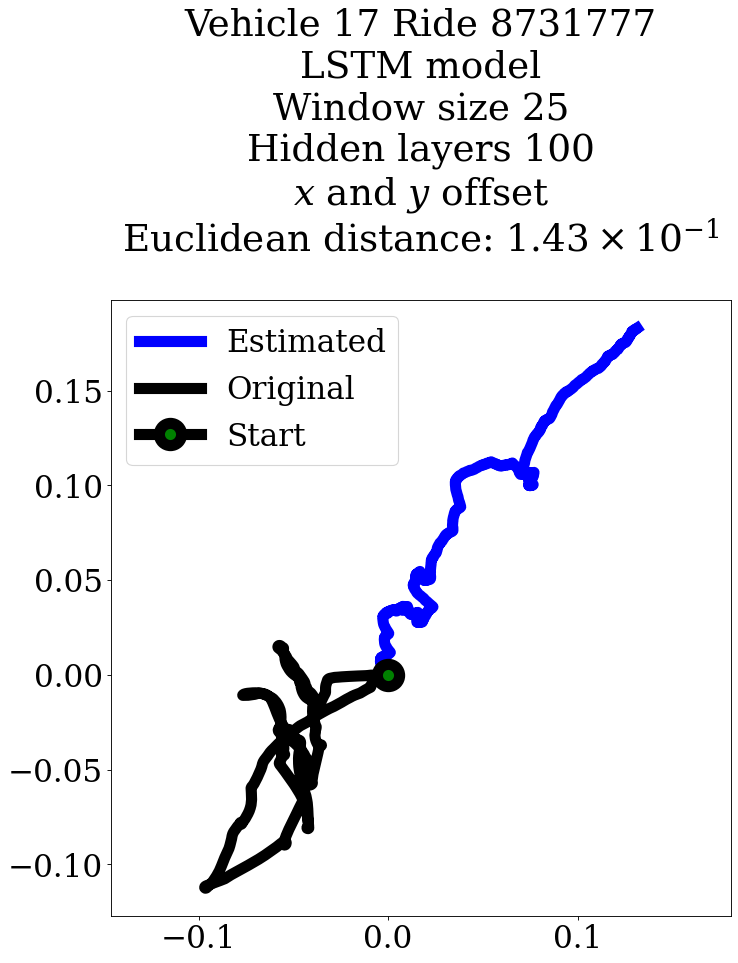 Vehicle 17 Ride 8731777
LSTM model
Window size 25
Hidden layers 100
x and y offset
Euclidean distance: 1.43 × 10⁻¹
Estimated
Original
Start
0.15
0.10
0.05
0.00
−0.05
−0.10
−0.1 0.0 0.1